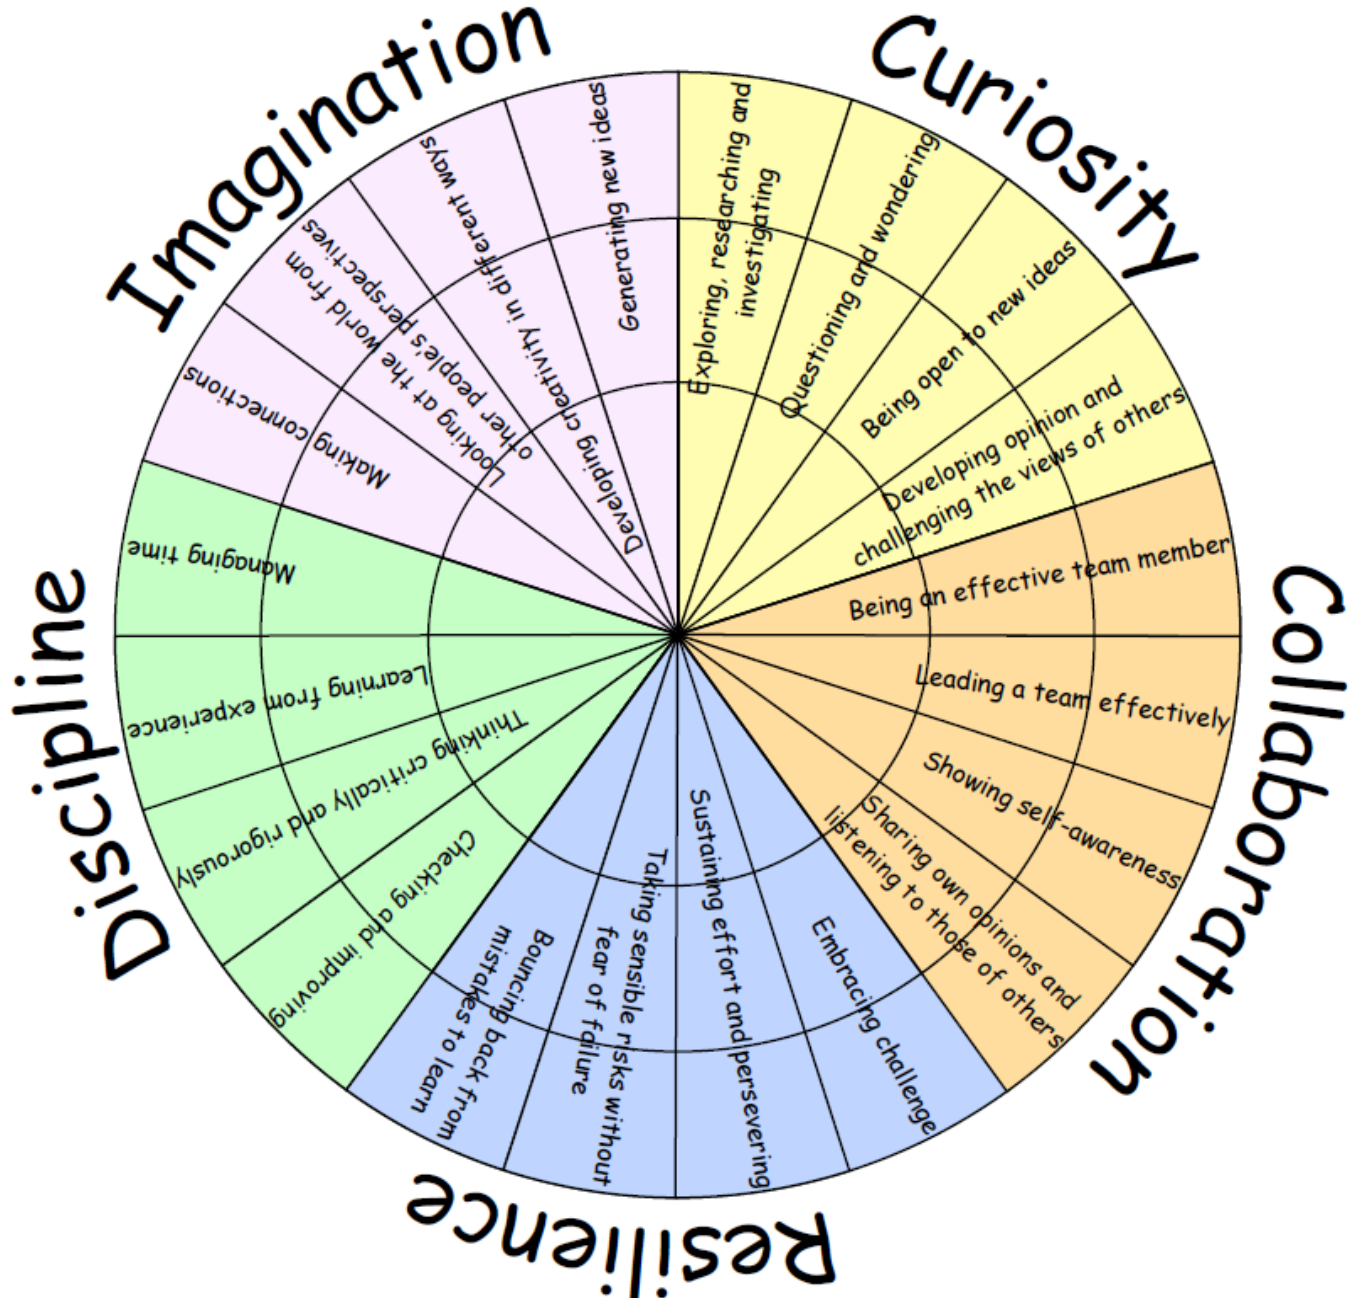 Curiosity
Exploring, researching and
investigating
Questioning and wondering
Being open to new ideas
Developing opinion and
challenging the views of others
Collaboration
Being an effective team member
Leading a team effectively
Showing self-awareness
Sharing own opinions and
listening to those of others
Resilience
Embracing challenge
Sustaining effort and persevering
Taking sensible risks without
fear of failure
Bouncing back from
mistakes to learn
Discipline
Checking and improving
Thinking critically and rigorously
Learning from experience
Managing time
Imagination
Making connections
Looking at the world from
other people's perspectives
Developing creativity in different ways
Generating new ideas